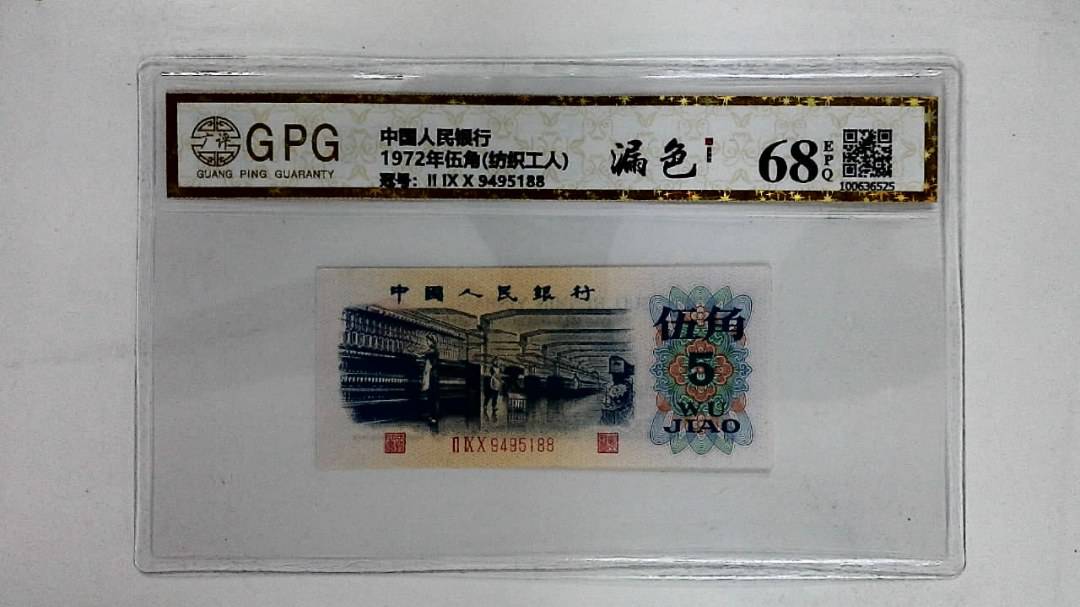 GPG
GUANG PING GUARANTY
中国人民银行
1972年伍角(纺织工人)
冠号: II IX X 9495188
漏色
68
EPQ
100636525
中國人民銀行
伍角
5
WU
JIAO
II IX X 9495188